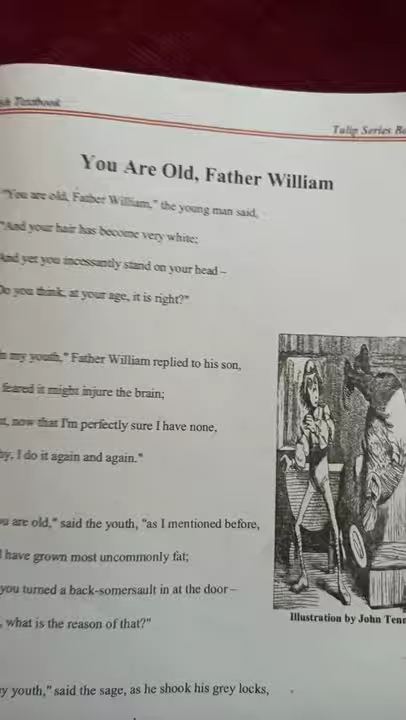 Textbook
Tulip Series
You Are Old, Father William
"You are old, Father William," the young man said,
"And your hair has become very white;
And yet you incessantly stand on your head –
Do you think, at your age, it is right?"
my youth," Father William replied to his son,
feared it might injure the brain;
now that I'm perfectly sure I have none,
I do it again and again."
are old," said the youth, "as I mentioned before,
have grown most uncommonly fat;
you turned a back-somersault in at the door –
, what is the reason of that?"
youth," said the sage, as he shook his grey locks,
Illustration by John